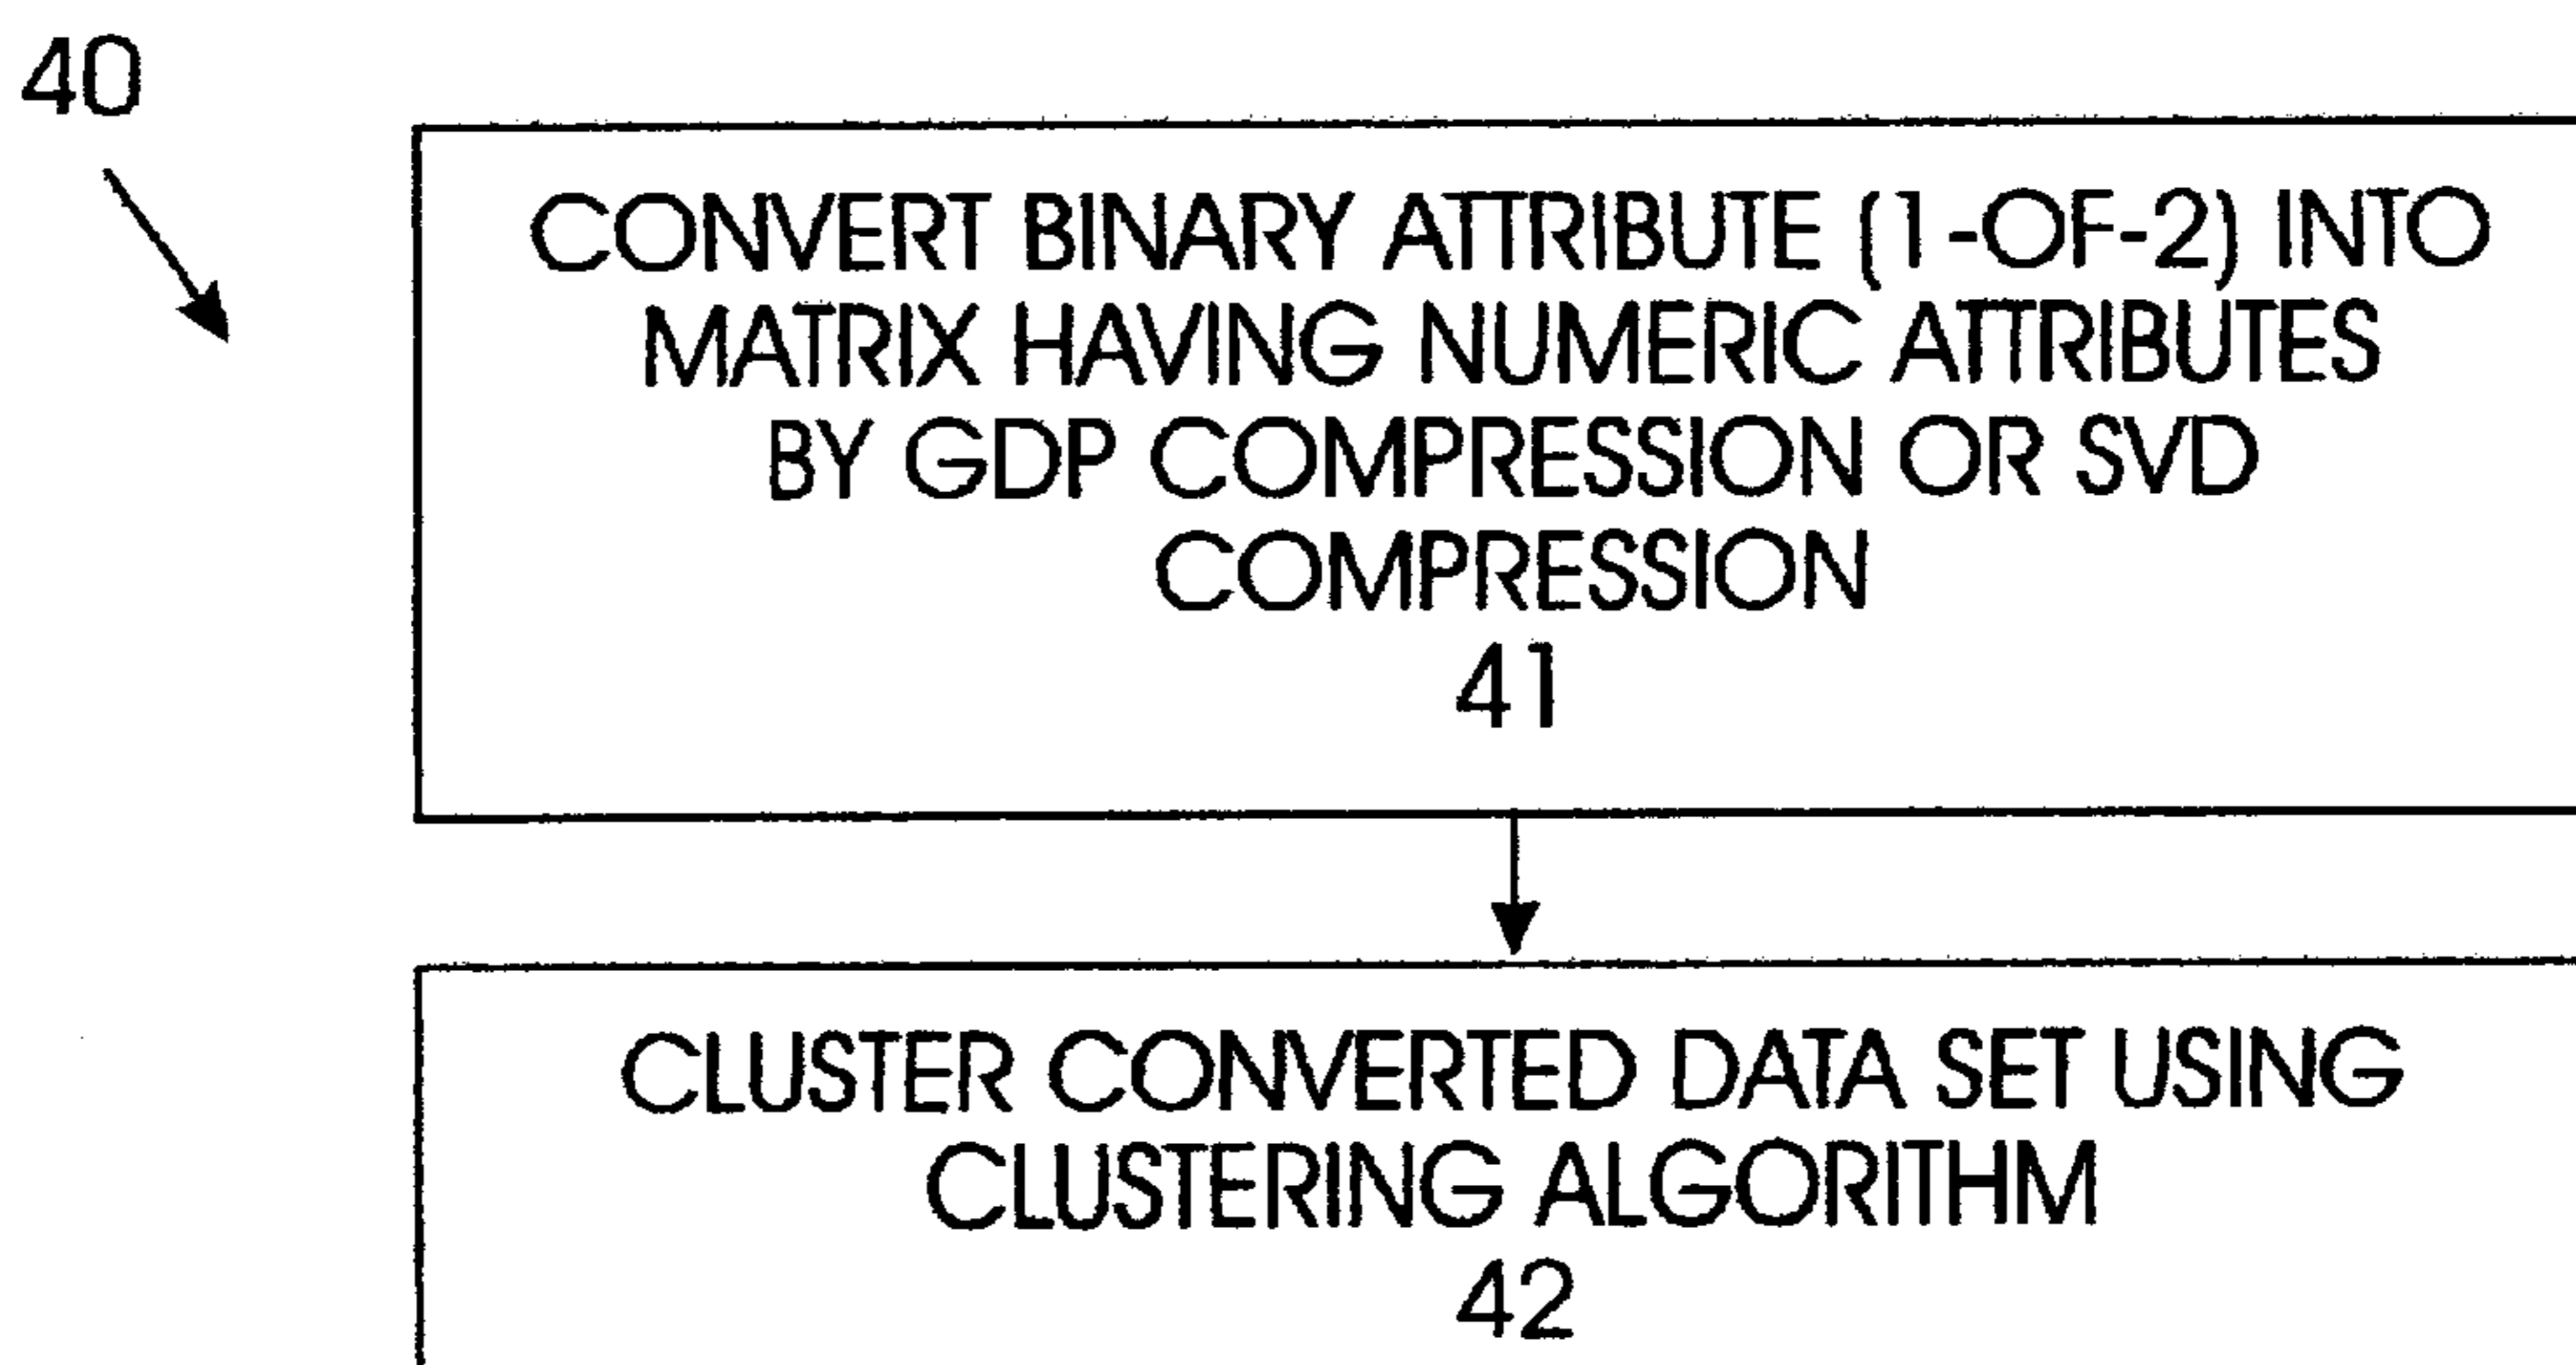 40
CONVERT BINARY ATTRIBUTE (1-OF-2) INTO
MATRIX HAVING NUMERIC ATTRIBUTES
BY GDP COMPRESSION OR SVD
COMPRESSION
41
CLUSTER CONVERTED DATA SET USING
CLUSTERING ALGORITHM
42